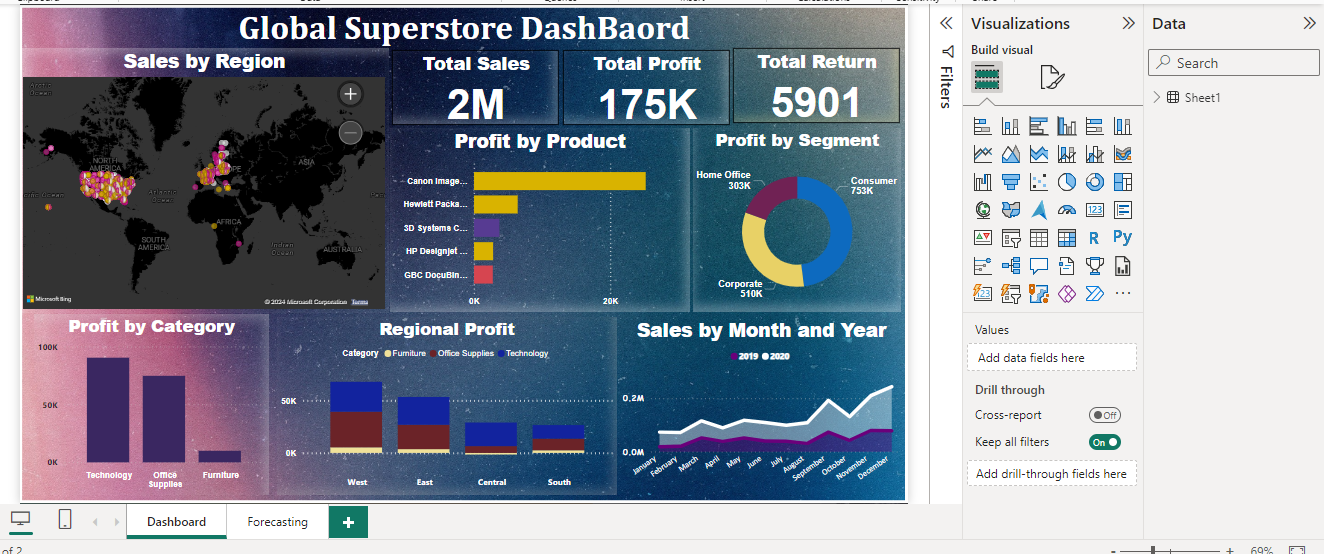 Global Superstore DashBaord
Sales by Region
NORTH
AMERICA
ASIA
AFRICA
SOUTH
AMERICA
AUSTRALIA
Atlantic
Ocean
Indian
Ocean
Microsoft Bing
© 2024 Microsoft Corporation Terms
Total Sales
2M
Total Profit
175K
Total Return
5901
Profit by Product
Canon Image...
Hewlett Packa...
3D Systems C...
HP Designjet ...
GBC DocuBin...
0K
20K
Profit by Segment
Home Office
303K
Consumer
753K
Corporate
510K
Profit by Category
100K
50K
0K
Technology
Office
Supplies
Furniture
Regional Profit
Category Furniture Office Supplies Technology
50K
0K
West East Central South
Sales by Month and Year
2019 2020
0.2M
0.0M
January
February
March
April
May
June
July
August
September
October
November
December
Filters
Visualizations
Build visual
123
R
Py
123
...
Values
Add data fields here
Drill through
Cross-report
Off
Keep all filters
On
Add drill-through fields here
Data
Search
Sheet1
Dashboard
Forecasting
+
of 2
- + 69%